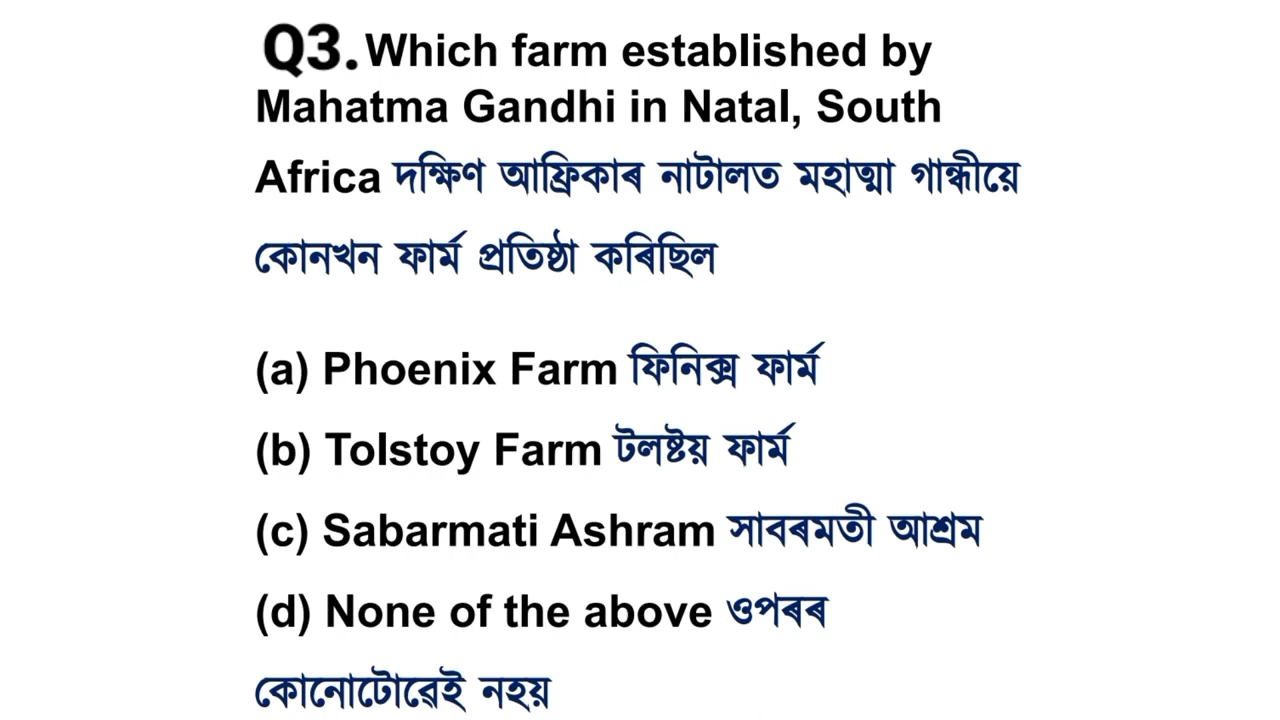 Q3. Which farm established by
Mahatma Gandhi in Natal, South
Africa দক্ষিণ আফ্ৰিকাৰ নাটালত মহাত্মা গান্ধীয়ে
কোনখন ফাৰ্ম প্ৰতিষ্ঠা কৰিছিল
(a) Phoenix Farm ফিনিক্স ফাৰ্ম
(b) Tolstoy Farm টলষ্টয় ফাৰ্ম
(c) Sabarmati Ashram সাবৰমতী আশ্ৰম
(d) None of the above ওপৰৰ
কোনোটোৱেই নহয়